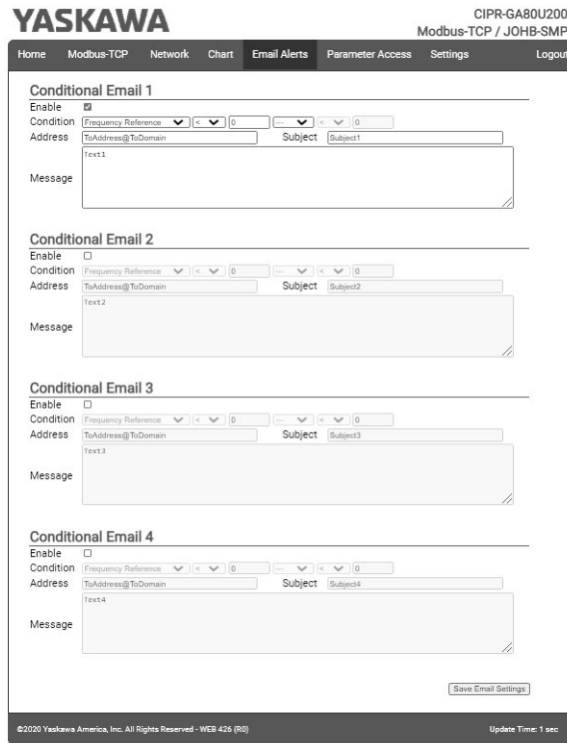 YASKAWA
CIPR-GA80U200
Modbus-TCP / JOHB-SMP
Home Modbus-TCP Network Chart Email Alerts Parameter Access Settings Logout
Conditional Email 1
Enable
Condition Frequency Reference < 0 --- < 0
Address ToAddress@ToDomain Subject Subject1
Text1
Message
Conditional Email 2
Enable
Condition Frequency Reference < 0 --- < 0
Address ToAddress@ToDomain Subject Subject2
Text2
Message
Conditional Email 3
Enable
Condition Frequency Reference < 0 --- < 0
Address ToAddress@ToDomain Subject Subject3
Text3
Message
Conditional Email 4
Enable
Condition Frequency Reference < 0 --- < 0
Address ToAddress@ToDomain Subject Subject4
Text4
Message
Save Email Settings
©2020 Yaskawa America, Inc. All Rights Reserved - WEB 426 (R0) Update Time: 1 sec